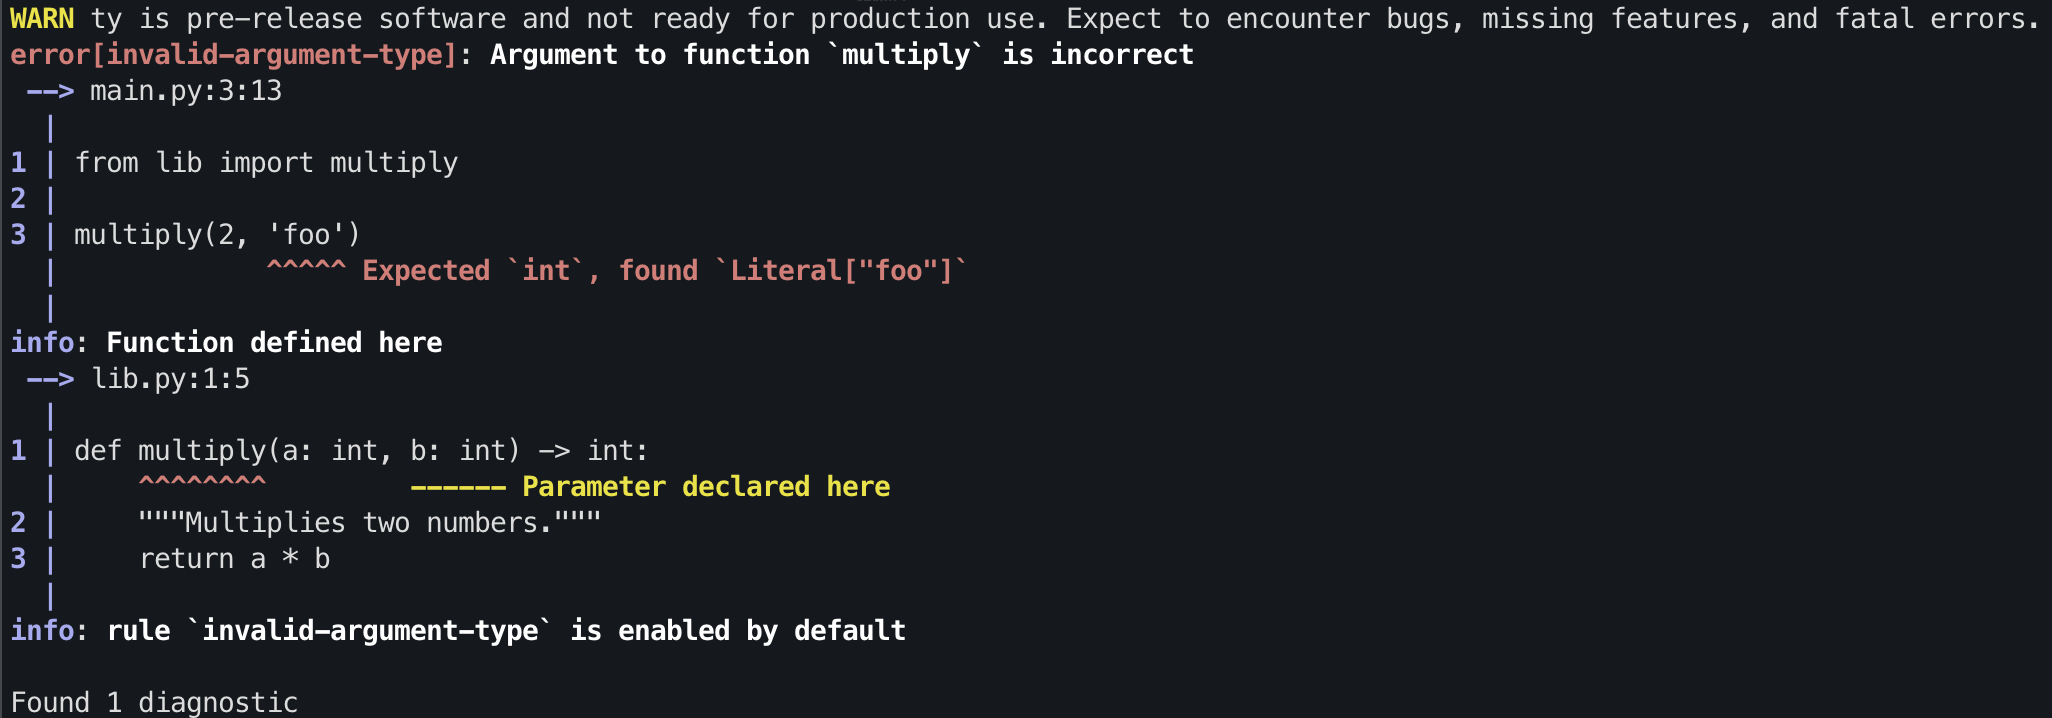 WARN ty is pre-release software and not ready for production use. Expect to encounter bugs, missing features, and fatal errors.
error[invalid-argument-type]: Argument to function `multiply` is incorrect
 --> main.py:3:13
  |
1 | from lib import multiply
2 |
3 | multiply(2, 'foo')
  |             ^^^^^ Expected `int`, found `Literal["foo"]`
  |
info: Function defined here
 --> lib.py:1:5
  |
1 | def multiply(a: int, b: int) -> int:
  |     ^^^^^^^^         ------ Parameter declared here
2 |     """Multiplies two numbers."""
3 |     return a * b
  |
info: rule `invalid-argument-type` is enabled by default

Found 1 diagnostic